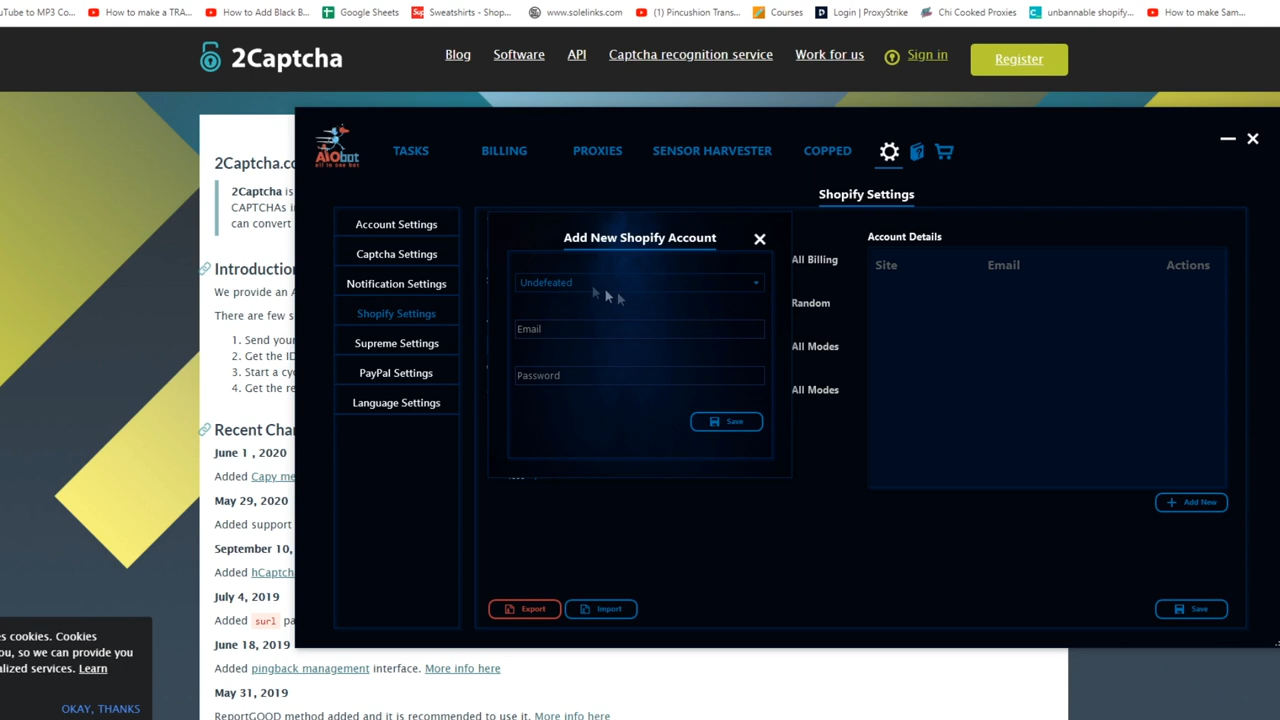 uTube to MP3 Co...
How to make a TRA...
How to Add Black B...
Google Sheets
Sweatshirts - Shop...
www.solelinks.com
(1) Pincushion Trans...
Courses
Login | ProxyStrike
Chi Cooked Proxies
unbannable shopify...
How to make Sam...
2Captcha
Blog
Software
API
Captcha recognition service
Work for us
Sign in
Register
AIObot
all in one bot
TASKS
BILLING
PROXIES
SENSOR HARVESTER
COPPED
Shopify Settings
Account Settings
Captcha Settings
Notification Settings
Shopify Settings
Supreme Settings
PayPal Settings
Language Settings
Add New Shopify Account
Undefeated
Email
Password
Save
All Billing
Random
All Modes
All Modes
Account Details
Site
Email
Actions
Add New
Export
Import
Save
2Captcha.co
2Captcha is
CAPTCHAs i
can convert
Introduction
We provide an A
There are few s
1. Send your
2. Get the ID
3. Start a cy
4. Get the re
Recent Chan
June 1 , 2020
Added Capy me
May 29, 2020
Added support
September 10,
Added hCaptch
July 4, 2019
Added surl pa
June 18, 2019
Added pingback management interface. More info here
May 31, 2019
ReportGOOD method added and it is recommended to use it. More info here
es cookies. Cookies
ou, so we can provide you
alized services. Learn
OKAY, THANKS